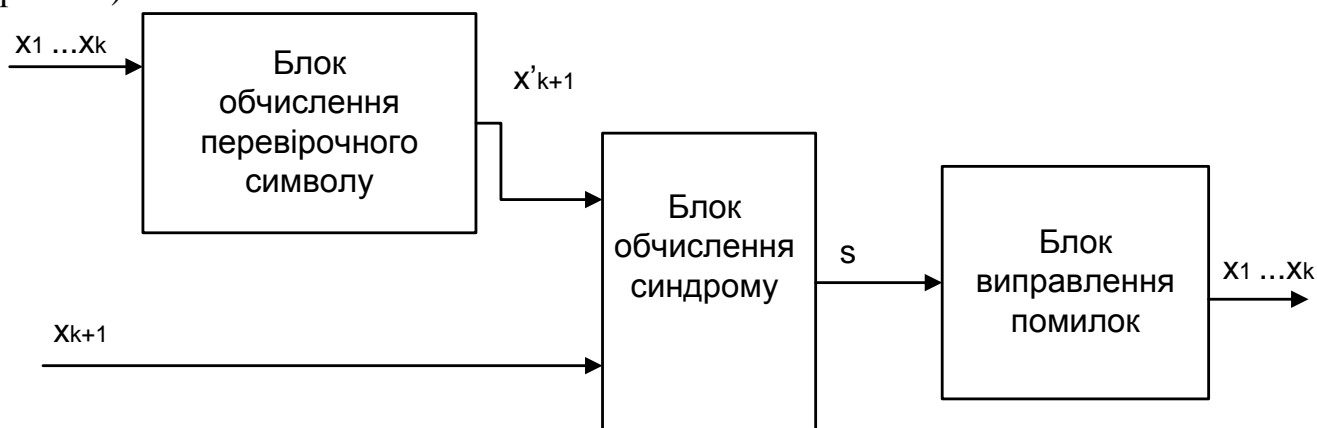 x1 ...xk
Блок
обчислення
перевірочного
символу
x’k+1
Блок
обчислення
синдрому
s
Блок
виправлення
помилок
x1 ...xk
xk+1